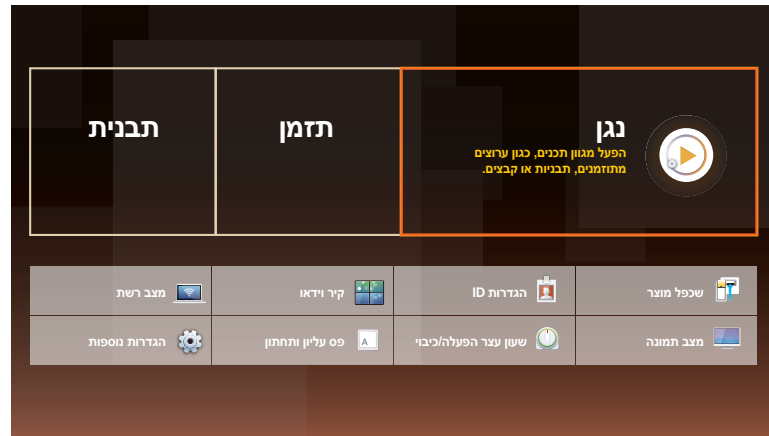 נגן
הפעל מגוון תכנים, כגון ערוצים
מתוזמנים, תבניות או קבצים.
תזמן
תבנית
שכפל מוצר
הגדרות ID
קיר וידאו
מצב רשת
מצב תמונה
שעון עצר הפעלה/כיבוי
פס עליון ותחתון
A
הגדרות נוספות